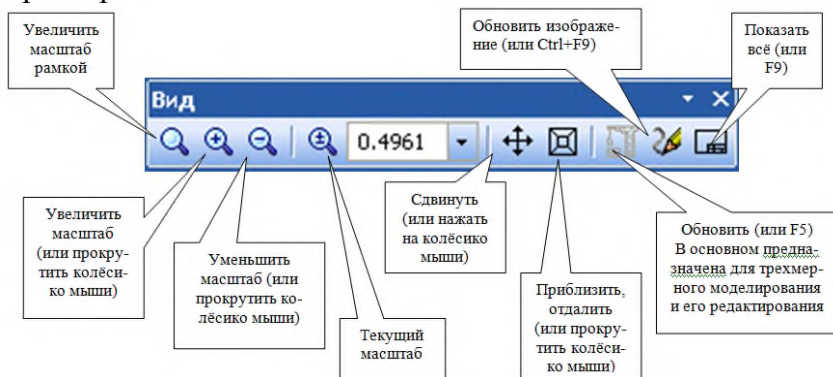 Увеличить
масштаб
рамкой
Обновить изображе-
ние (или Ctrl+F9)
Показать
всё (или
F9)
Вид
0.4961
Увеличить
масштаб
(или прокру-
тить колёси-
ко мыши)
Уменьшить
масштаб (или
прокрутить ко-
лёсико мыши)
Текущий
масштаб
Сдвинуть
(или нажать
на колёсико
мыши)
Приблизить,
отдалить
(или прокру-
тить колёси-
ко мыши)
Обновить (или F5)
В основном предна-
значена для трехмер-
ного моделирования
и его редактирования